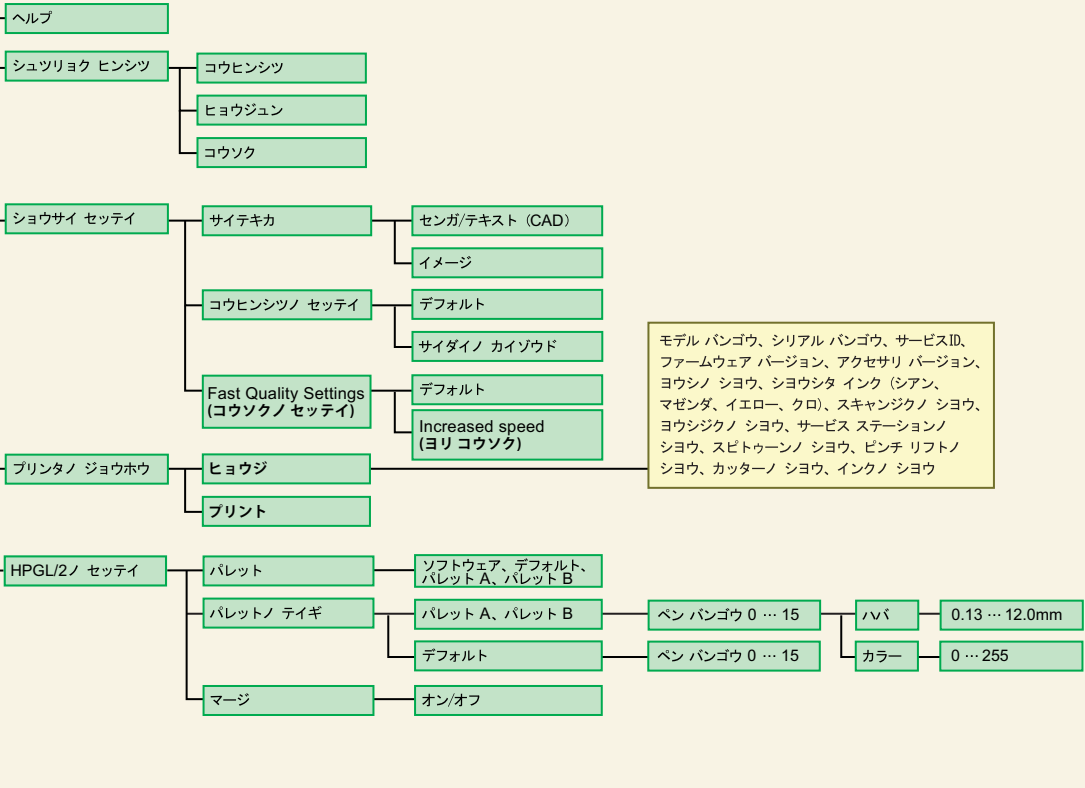 ヘルプ
シュツリョク ヒンシツ
コウヒンシツ
ヒョウジュン
コウソク
ショウサイ セッテイ
サイテキカ
センガ/テキスト（CAD）
イメージ
コウヒンシツノ セッテイ
デフォルト
サイダイノ カイゾウド
Fast Quality Settings
(コウソクノ セッテイ)
デフォルト
Increased speed
(ヨリ コウソク)
プリンタノ ジョウホウ
ヒョウジ
モデル バンゴウ、シリアル バンゴウ、サービスID、
ファームウェア バージョン、アクセサリ バージョン、
ヨウシノ シヨウ、シヨウシタ インク（シアン、
マゼンダ、イエロー、クロ）、スキャンジクノ シヨウ、
ヨウシジクノ シヨウ、サービス ステーションノ
シヨウ、スピトゥーンノ シヨウ、ピンチ リフトノ
シヨウ、カッターノ シヨウ、インクノ シヨウ
プリント
HPGL/2ノ セッテイ
パレット
ソフトウェア、デフォルト、
パレット A、パレット B
パレットノ テイギ
パレット A、パレット B
ペン バンゴウ 0 … 15
ハバ
0.13 … 12.0mm
デフォルト
ペン バンゴウ 0 … 15
カラー
0 … 255
マージ
オン/オフ